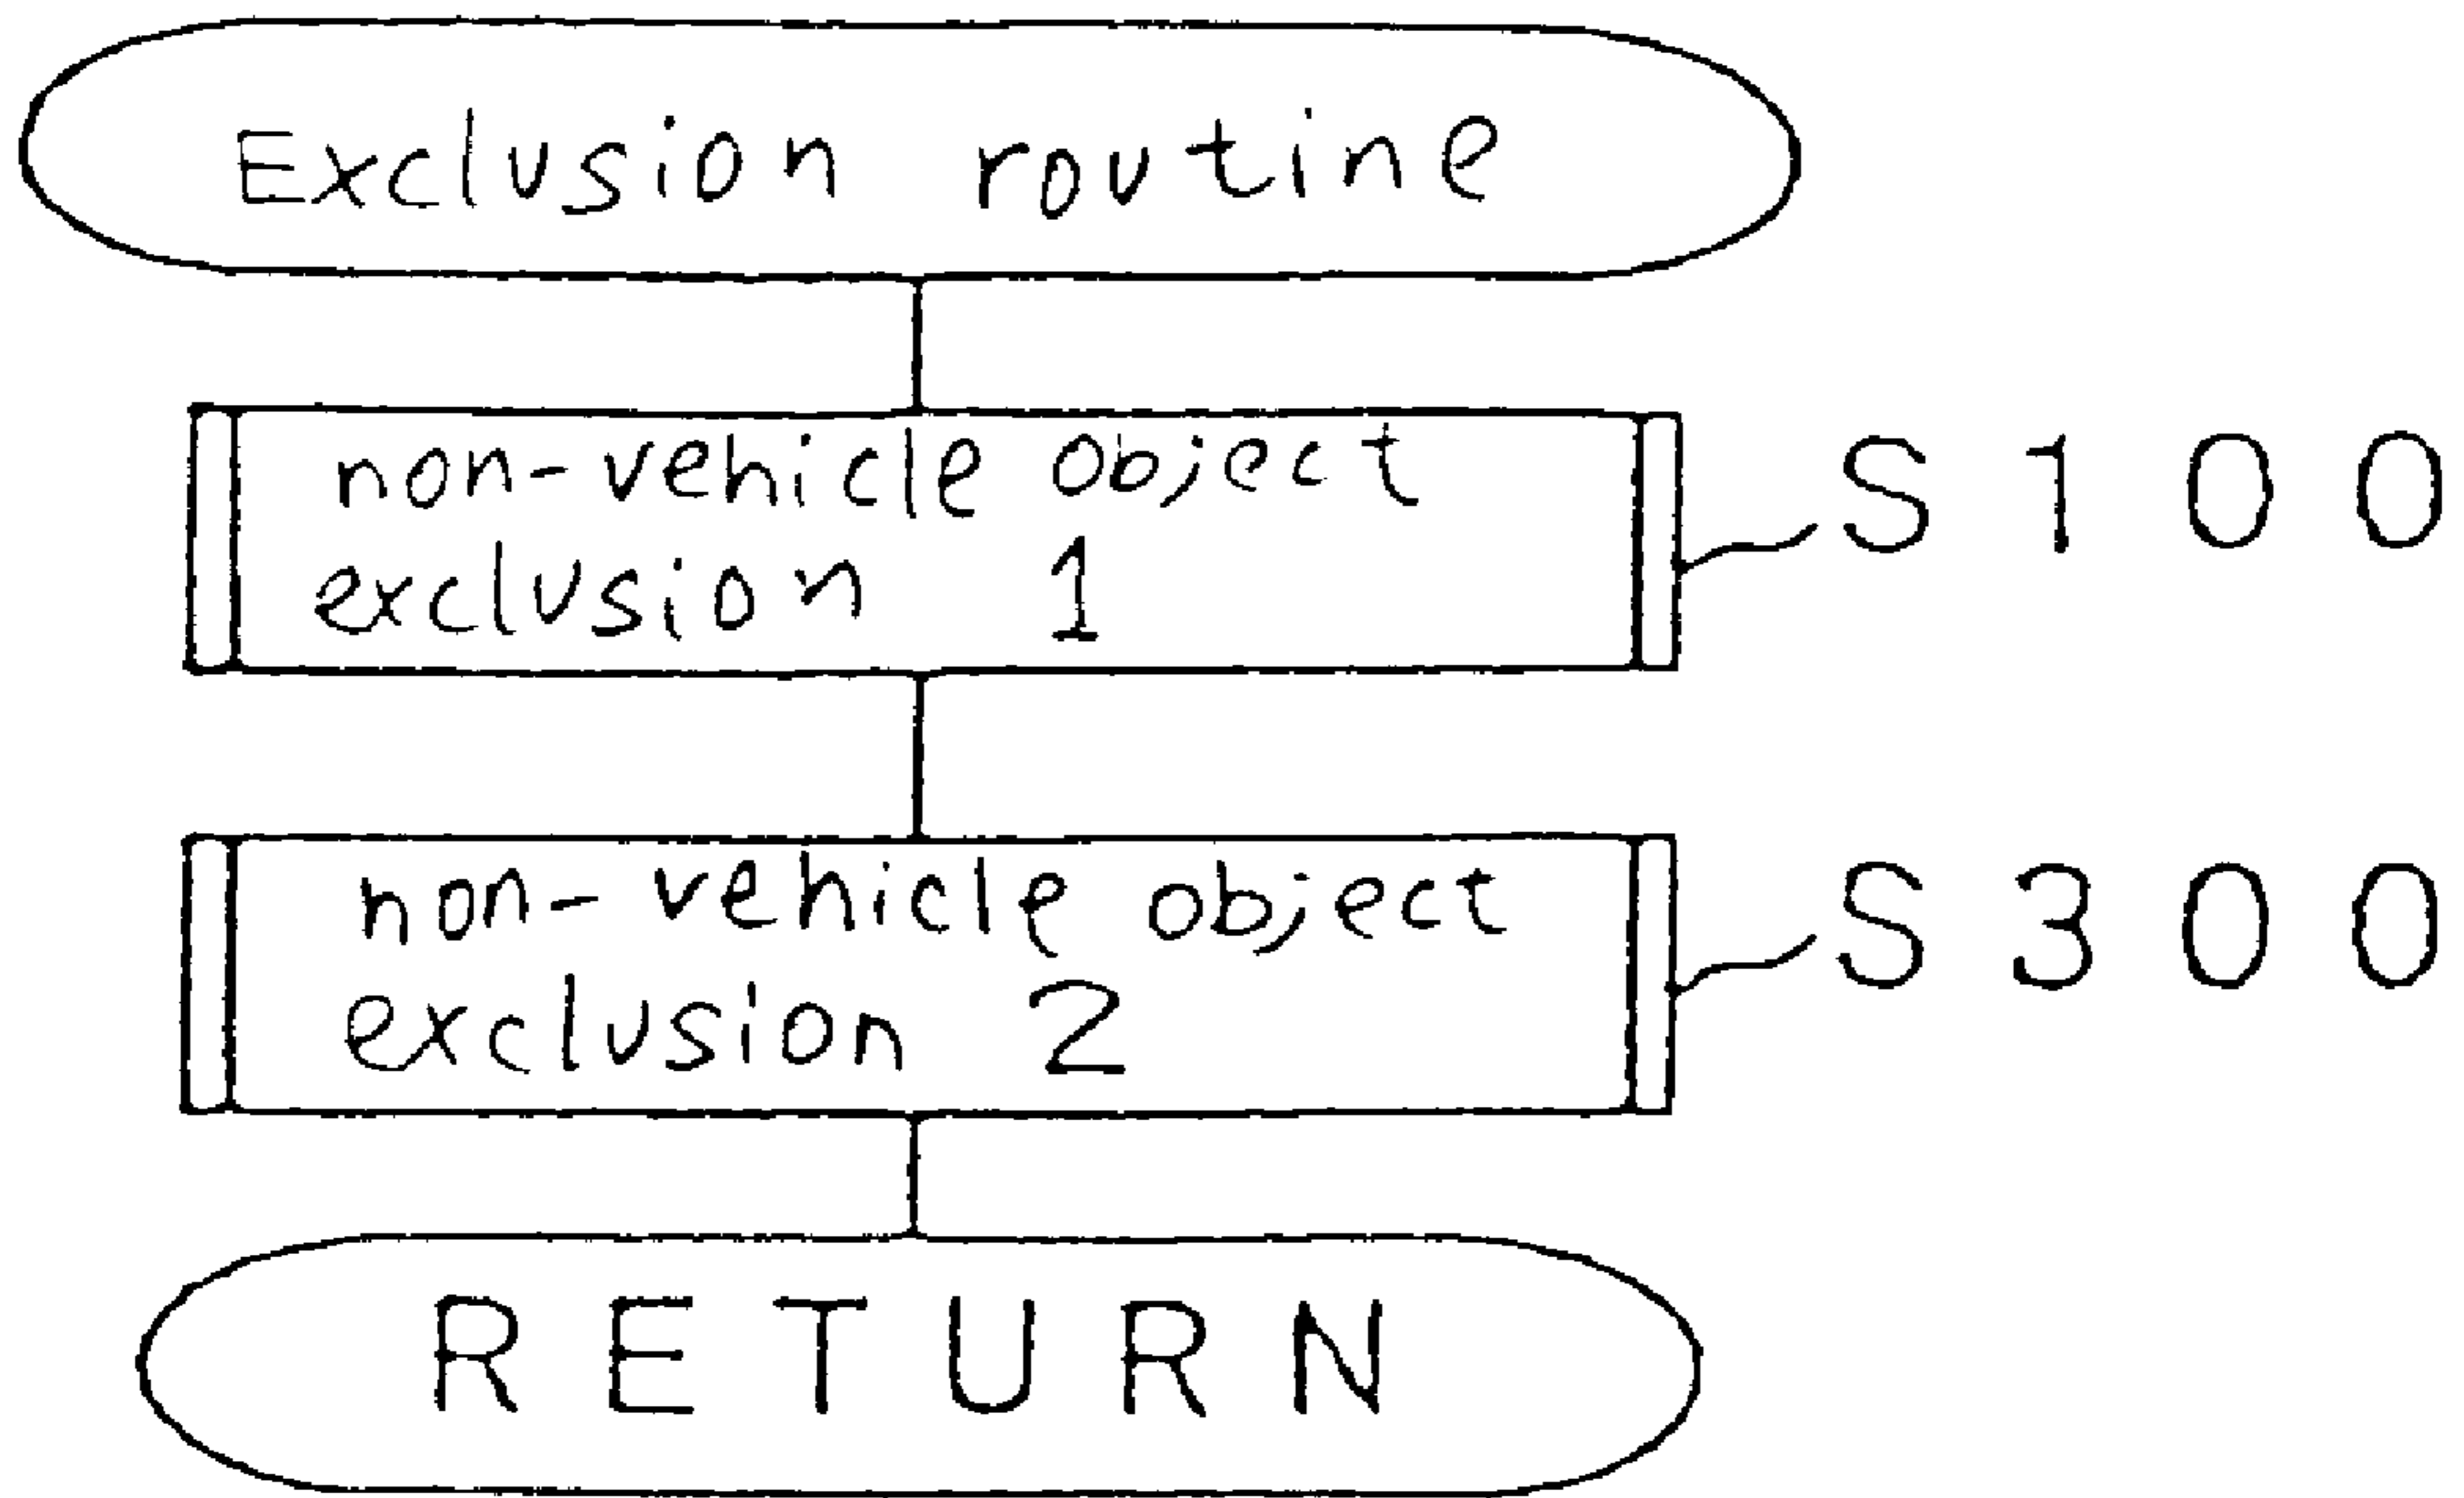 Exclusion routine
non-vehicle object
exclusion 1
S100
non-vehicle object
exclusion 2
S300
RETURN